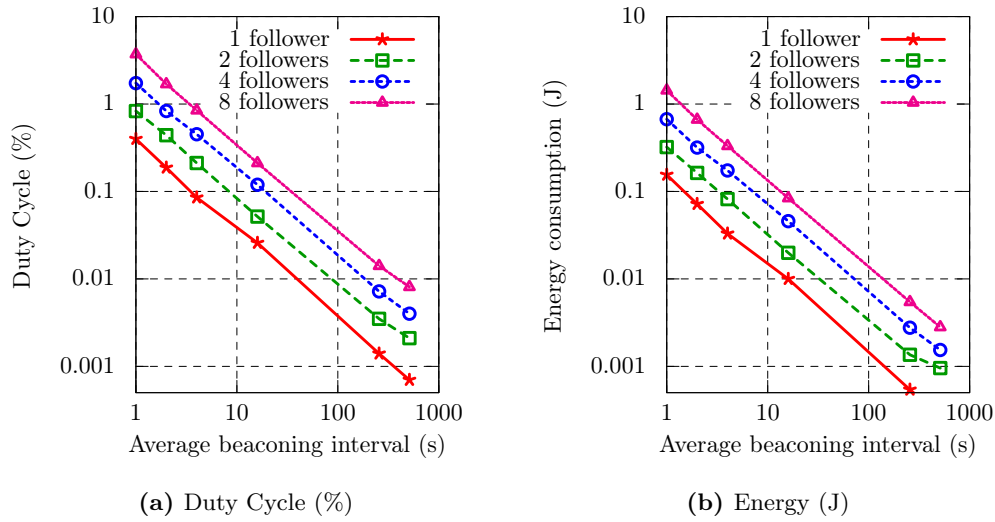 Duty Cycle (%)
10
1
0.1
0.01
0.001
1 follower
2 followers
4 followers
8 followers
1 10 100 1000
Average beaconing interval (s)
(a) Duty Cycle (%)
Energy consumption (J)
10
1
0.1
0.01
0.001
1 follower
2 followers
4 followers
8 followers
1 10 100 1000
Average beaconing interval (s)
(b) Energy (J)